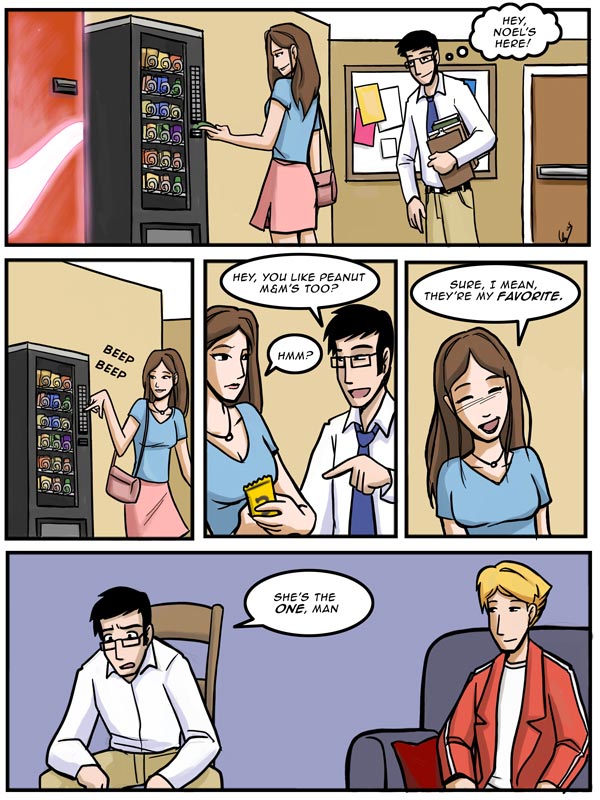 HEY,
NOEL'S
HERE!
BEEP
BEEP
HEY, YOU LIKE PEANUT
M&M'S TOO?
HMM?
SURE, I MEAN,
THEY'RE MY FAVORITE.
SHE'S THE
ONE, MAN